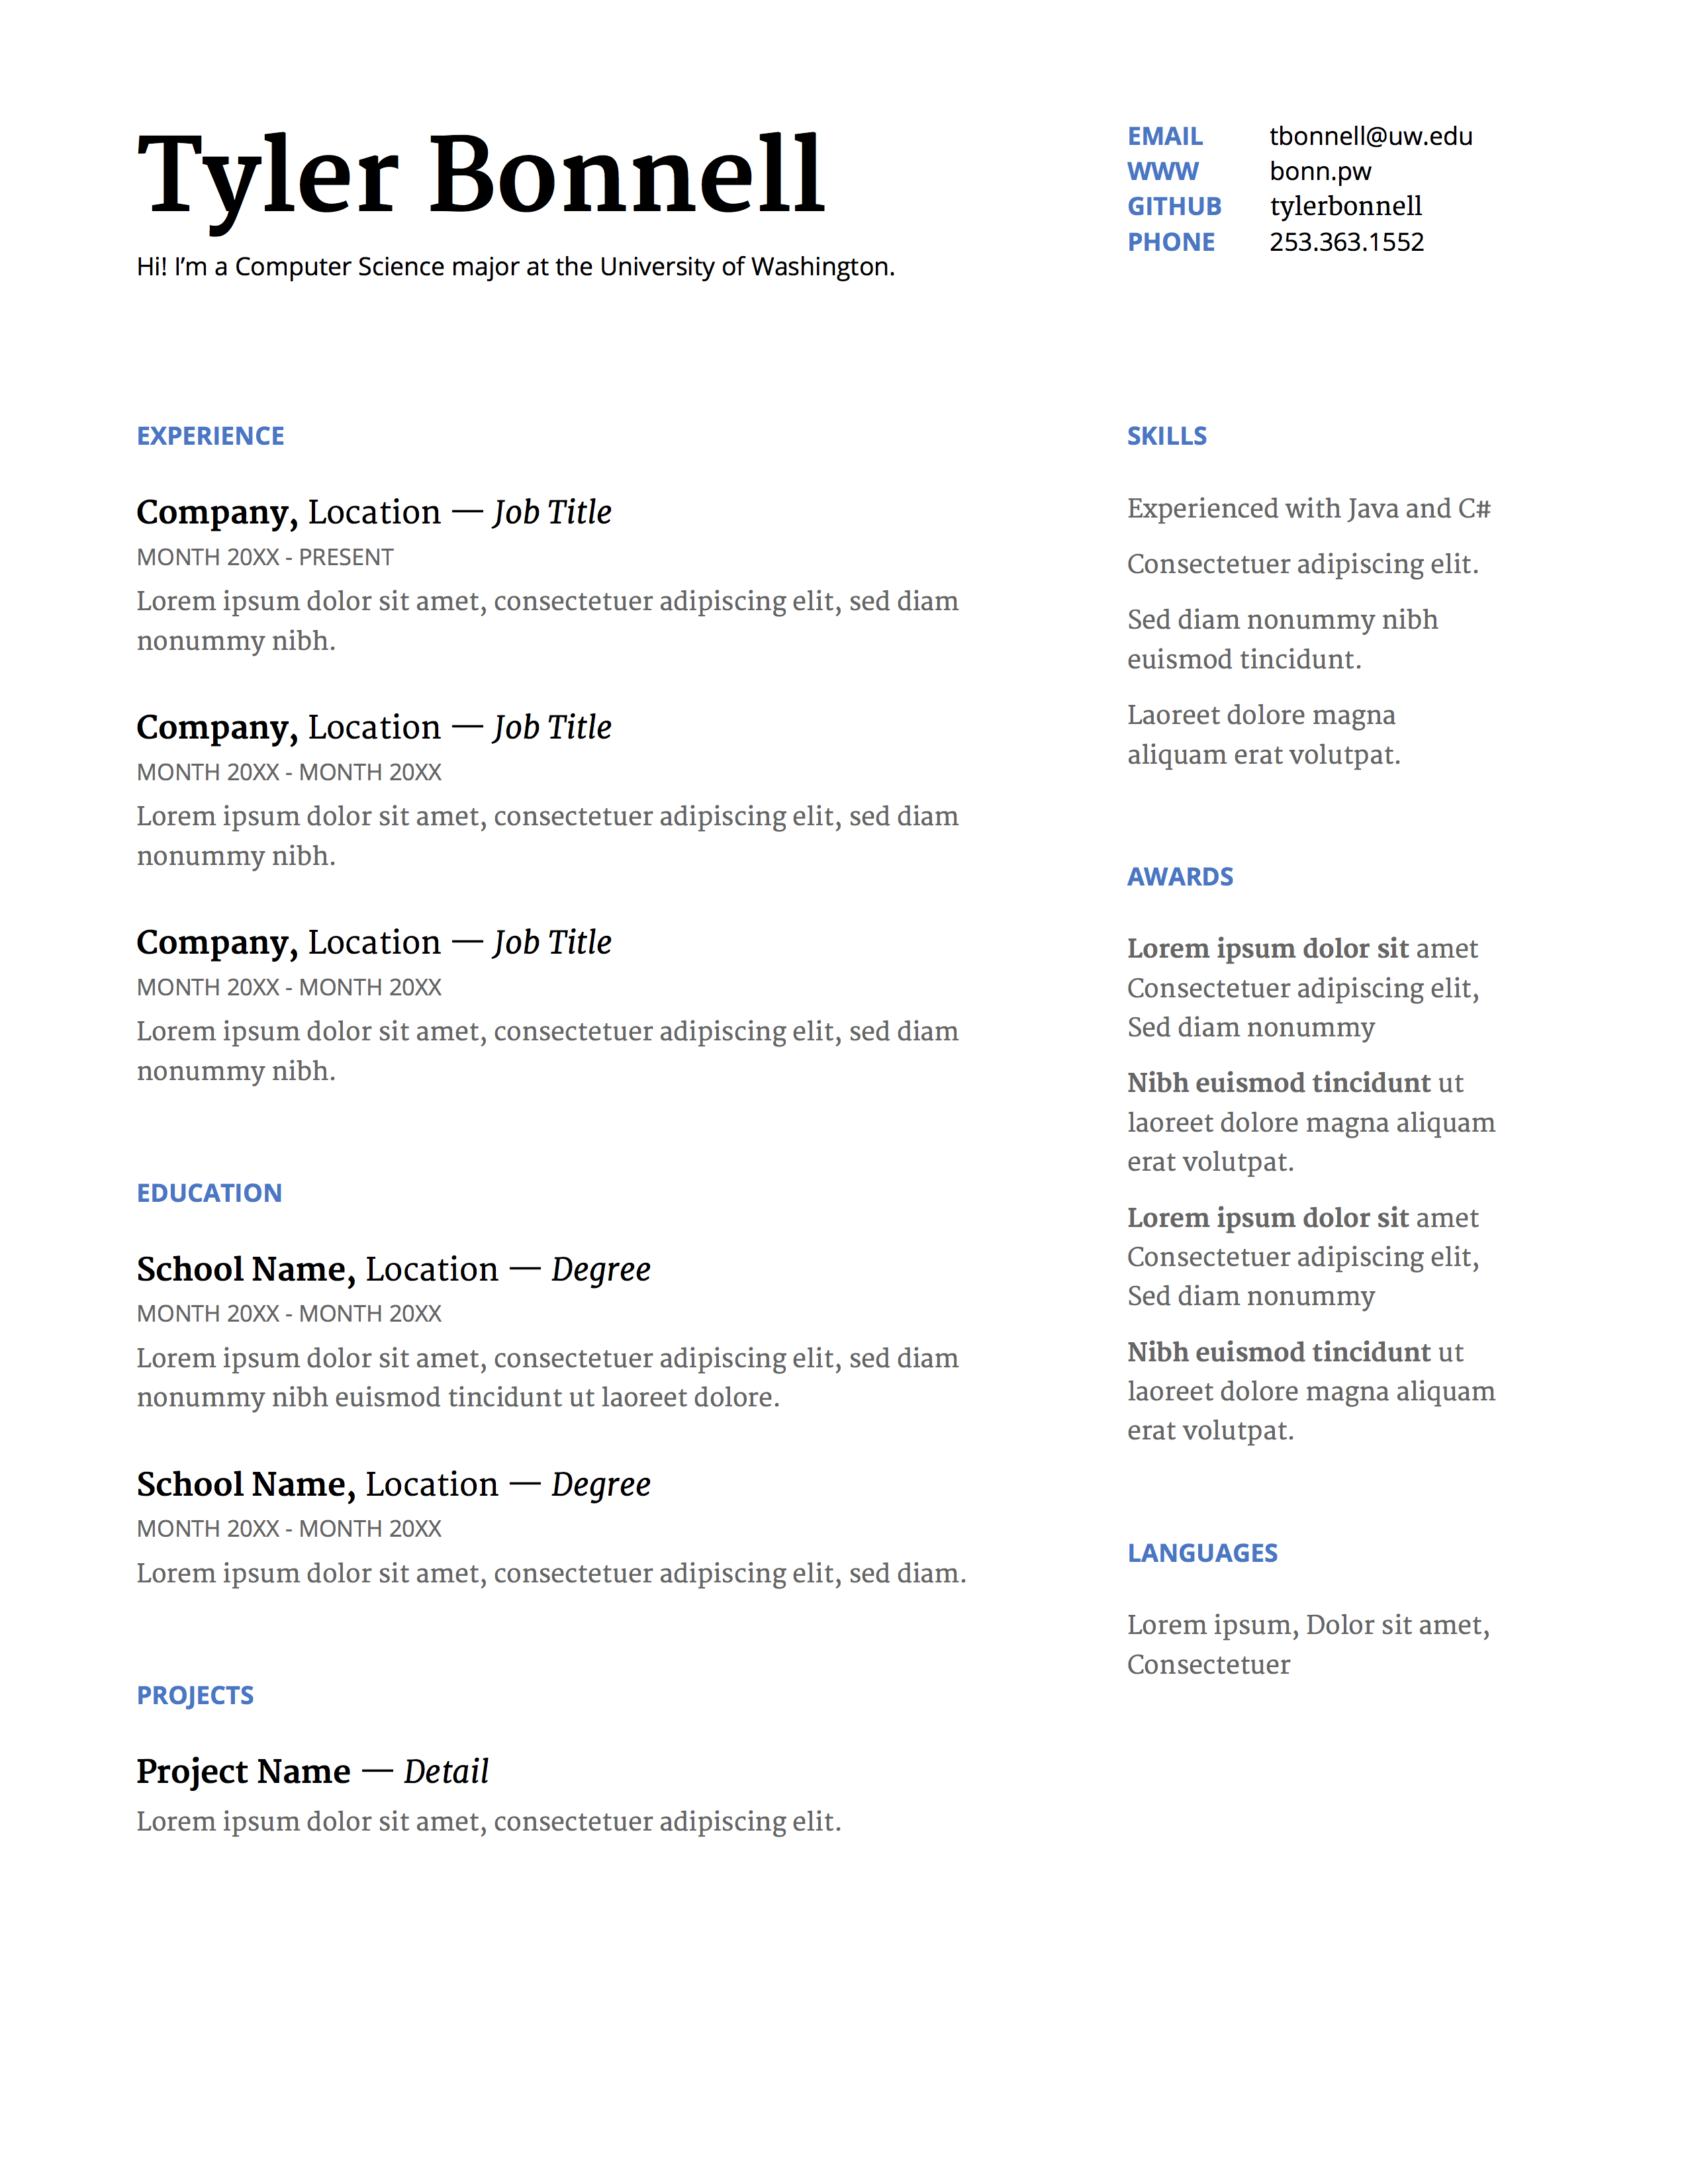 Tyler Bonnell
Hi! I’m a Computer Science major at the University of Washington.
EMAIL tbonnell@uw.edu
WWW bonn.pw
GITHUB tylerbonnell
PHONE 253.363.1552
EXPERIENCE
Company, Location — Job Title
MONTH 20XX - PRESENT
Lorem ipsum dolor sit amet, consectetuer adipiscing elit, sed diam
nonummy nibh.
Company, Location — Job Title
MONTH 20XX - MONTH 20XX
Lorem ipsum dolor sit amet, consectetuer adipiscing elit, sed diam
nonummy nibh.
Company, Location — Job Title
MONTH 20XX - MONTH 20XX
Lorem ipsum dolor sit amet, consectetuer adipiscing elit, sed diam
nonummy nibh.
EDUCATION
School Name, Location — Degree
MONTH 20XX - MONTH 20XX
Lorem ipsum dolor sit amet, consectetuer adipiscing elit, sed diam
nonummy nibh euismod tincidunt ut laoreet dolore.
School Name, Location — Degree
MONTH 20XX - MONTH 20XX
Lorem ipsum dolor sit amet, consectetuer adipiscing elit, sed diam.
PROJECTS
Project Name — Detail
Lorem ipsum dolor sit amet, consectetuer adipiscing elit.
SKILLS
Experienced with Java and C#
Consectetuer adipiscing elit.
Sed diam nonummy nibh
euismod tincidunt.
Laoreet dolore magna
aliquam erat volutpat.
AWARDS
Lorem ipsum dolor sit amet
Consectetuer adipiscing elit,
Sed diam nonummy
Nibh euismod tincidunt ut
laoreet dolore magna aliquam
erat volutpat.
Lorem ipsum dolor sit amet
Consectetuer adipiscing elit,
Sed diam nonummy
Nibh euismod tincidunt ut
laoreet dolore magna aliquam
erat volutpat.
LANGUAGES
Lorem ipsum, Dolor sit amet,
Consectetuer